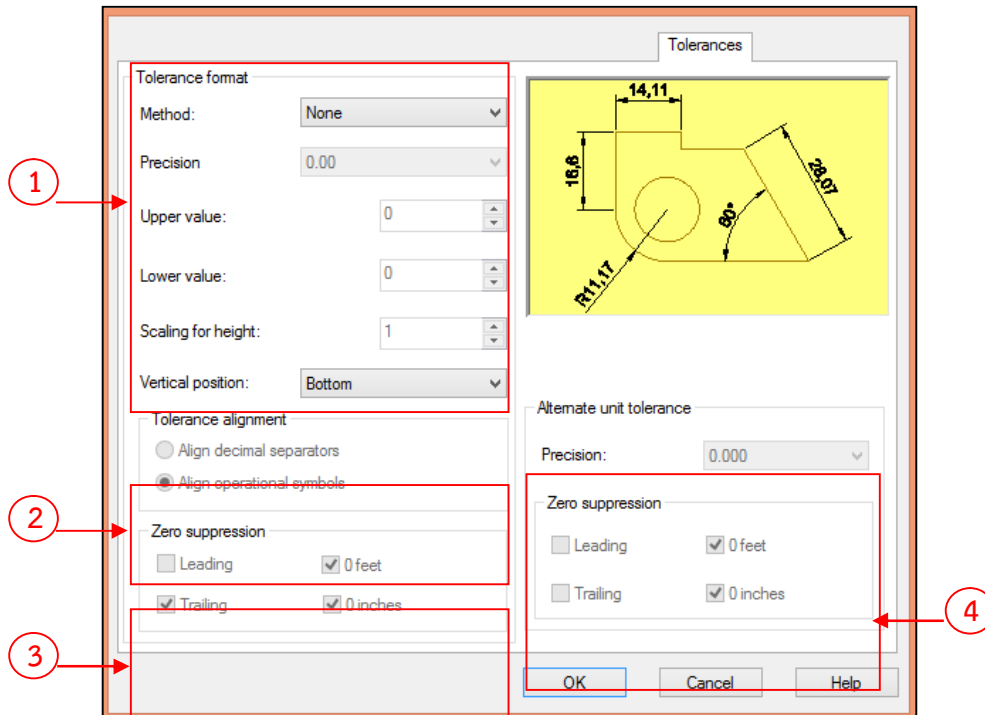 Tolerances
Tolerance format
Method: None
Precision 0.00
Upper value: 0
Lower value: 0
Scaling for height: 1
Vertical position: Bottom
Tolerance alignment
Align decimal separators
Align operational symbols
Zero suppression
Leading 0 feet
Trailing 0 inches
14,11
16,6
28,07
60°
R11,17
Alternate unit tolerance
Precision: 0.000
Zero suppression
Leading 0 feet
Trailing 0 inches
OK Cancel Help
1
2
3
4